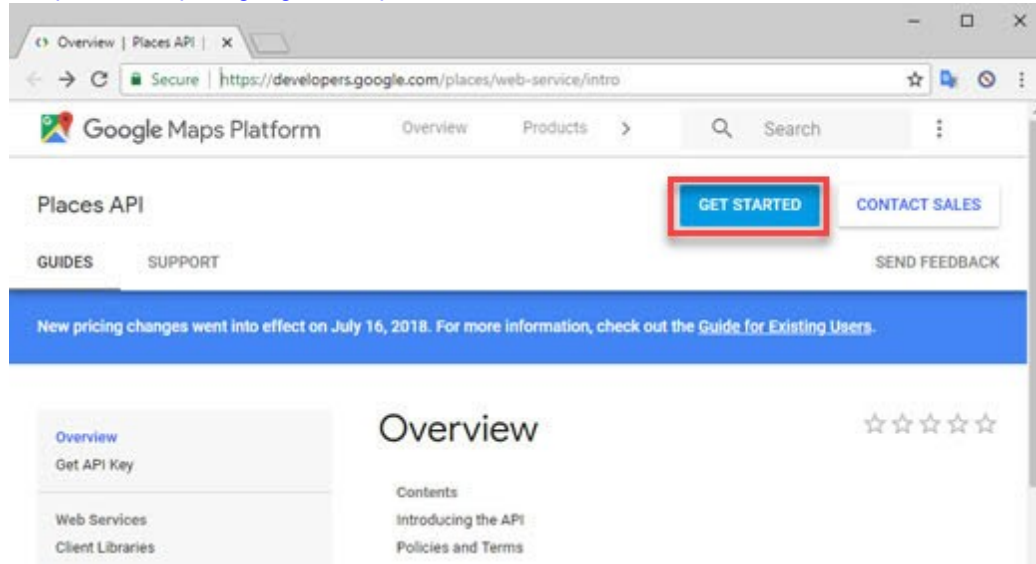 Overview | Places API |
Secure | https://developers.google.com/places/web-service/intro
Google Maps Platform Overview Products > Search
Places API GET STARTED CONTACT SALES
GUIDES SUPPORT SEND FEEDBACK
New pricing changes went into effect on July 16, 2018. For more information, check out the Guide for Existing Users.
Overview
Overview
Get API Key
Contents
Web Services
Introducing the API
Client Libraries
Policies and Terms